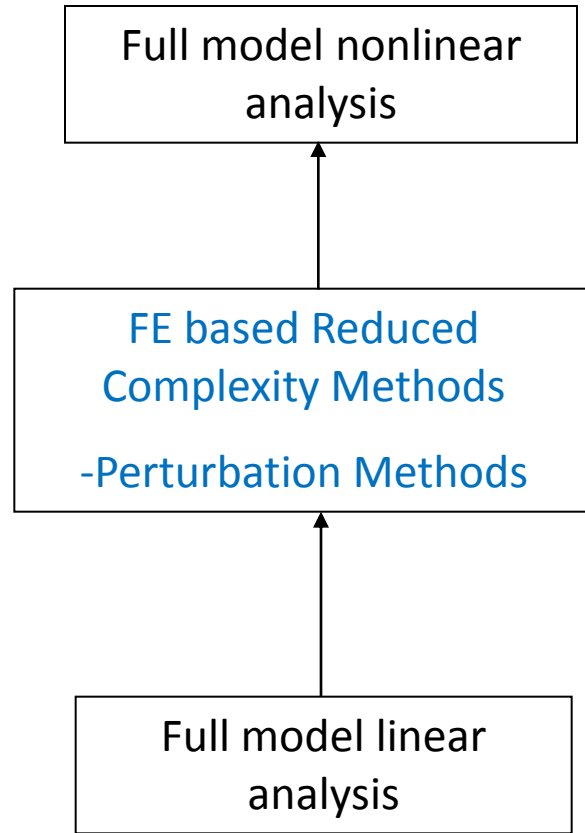 Full model nonlinear
analysis
FE based Reduced
Complexity Methods
-Perturbation Methods
Full model linear
analysis